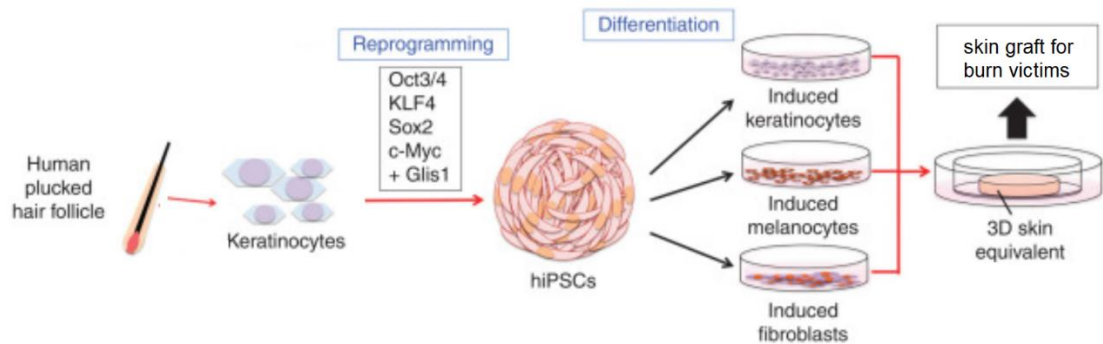 Human
plucked
hair follicle
Keratinocytes
Reprogramming
Oct3/4
KLF4
Sox2
c-Myc
+ Glis1
hiPSCs
Differentiation
Induced
keratinocytes
Induced
melanocytes
Induced
fibroblasts
skin graft for
burn victims
3D skin
equivalent